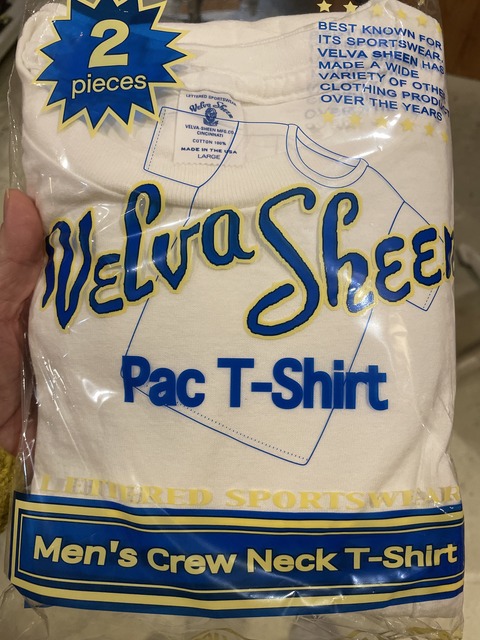 2
pieces
BEST KNOWN FOR
ITS SPORTSWEAR,
VELVA SHEEN HAS
MADE A WIDE
VARIETY OF OTHE
CLOTHING PRODUCT
OVER THE YEARS
LETTERED SPORTSWEAR
Velva Sheen
VELVA-SHEEN MFG.CO
CINCINNATI
COTTON 100%
MADE IN THE USA
LARGE
Velva Sheen
Pac T-Shirt
LETTERED SPORTSWEAR
Men's Crew Neck T-Shirt